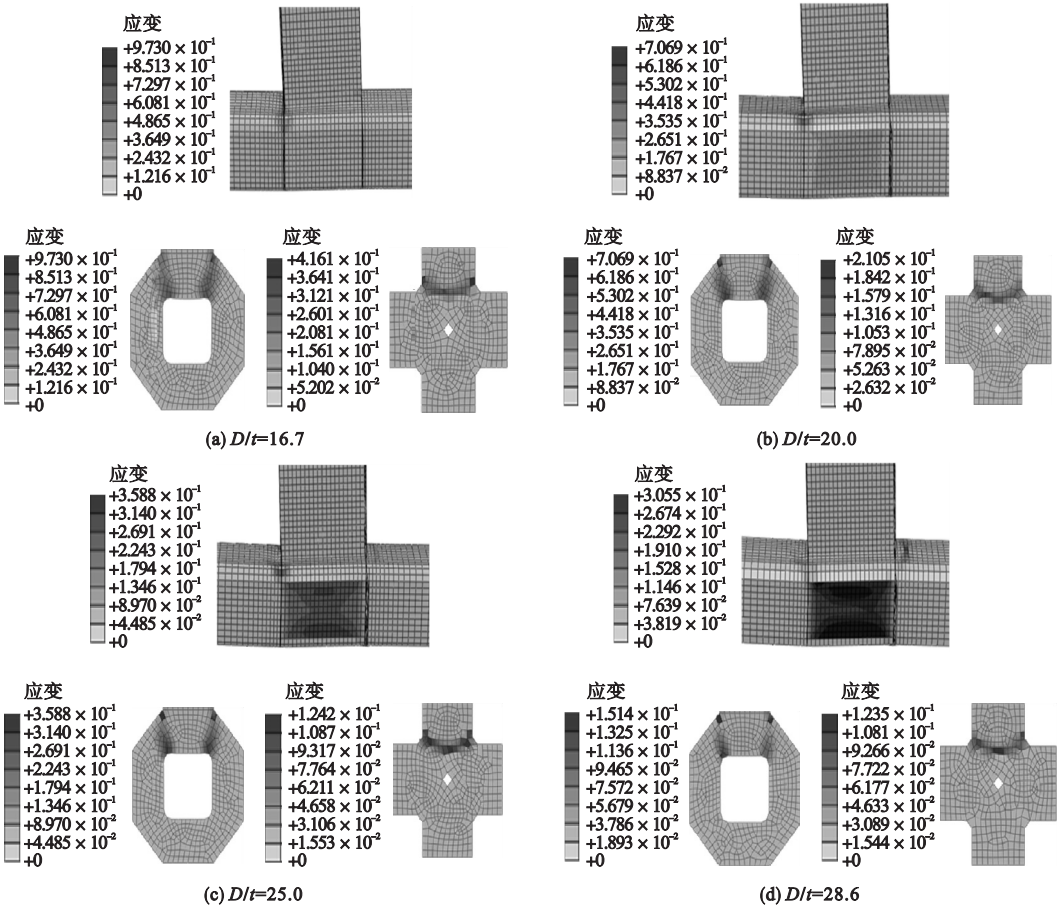 应变
+9.730 × 10⁻¹
+8.513 × 10⁻¹
+7.297 × 10⁻¹
+6.081 × 10⁻¹
+4.865 × 10⁻¹
+3.649 × 10⁻¹
+2.432 × 10⁻¹
+1.216 × 10⁻¹
+0
应变
+9.730 × 10⁻¹
+8.513 × 10⁻¹
+7.297 × 10⁻¹
+6.081 × 10⁻¹
+4.865 × 10⁻¹
+3.649 × 10⁻¹
+2.432 × 10⁻¹
+1.216 × 10⁻¹
+0
应变
+4.161 × 10⁻¹
+3.641 × 10⁻¹
+3.121 × 10⁻¹
+2.601 × 10⁻¹
+2.081 × 10⁻¹
+1.561 × 10⁻¹
+1.040 × 10⁻¹
+5.202 × 10⁻²
+0
(a) D/t=16.7
应变
+7.069 × 10⁻¹
+6.186 × 10⁻¹
+5.302 × 10⁻¹
+4.418 × 10⁻¹
+3.535 × 10⁻¹
+2.651 × 10⁻¹
+1.767 × 10⁻¹
+8.837 × 10⁻²
+0
应变
+7.069 × 10⁻¹
+6.186 × 10⁻¹
+5.302 × 10⁻¹
+4.418 × 10⁻¹
+3.535 × 10⁻¹
+2.651 × 10⁻¹
+1.767 × 10⁻¹
+8.837 × 10⁻²
+0
应变
+2.105 × 10⁻¹
+1.842 × 10⁻¹
+1.579 × 10⁻¹
+1.316 × 10⁻¹
+1.053 × 10⁻¹
+7.895 × 10⁻²
+5.263 × 10⁻²
+2.632 × 10⁻²
+0
(b) D/t=20.0
应变
+3.588 × 10⁻¹
+3.140 × 10⁻¹
+2.691 × 10⁻¹
+2.243 × 10⁻¹
+1.794 × 10⁻¹
+1.346 × 10⁻¹
+8.970 × 10⁻²
+4.485 × 10⁻²
+0
应变
+3.588 × 10⁻¹
+3.140 × 10⁻¹
+2.691 × 10⁻¹
+2.243 × 10⁻¹
+1.794 × 10⁻¹
+1.346 × 10⁻¹
+8.970 × 10⁻²
+4.485 × 10⁻²
+0
应变
+1.242 × 10⁻¹
+1.087 × 10⁻¹
+9.317 × 10⁻²
+7.764 × 10⁻²
+6.211 × 10⁻²
+4.658 × 10⁻²
+3.106 × 10⁻²
+1.553 × 10⁻²
+0
(c) D/t=25.0
应变
+3.055 × 10⁻¹
+2.674 × 10⁻¹
+2.292 × 10⁻¹
+1.910 × 10⁻¹
+1.528 × 10⁻¹
+1.146 × 10⁻¹
+7.639 × 10⁻²
+3.819 × 10⁻²
+0
应变
+1.514 × 10⁻¹
+1.325 × 10⁻¹
+1.136 × 10⁻¹
+9.465 × 10⁻²
+7.572 × 10⁻²
+5.679 × 10⁻²
+3.786 × 10⁻²
+1.893 × 10⁻²
+0
应变
+1.235 × 10⁻¹
+1.081 × 10⁻¹
+9.266 × 10⁻²
+7.722 × 10⁻²
+6.177 × 10⁻²
+4.633 × 10⁻²
+3.089 × 10⁻²
+1.544 × 10⁻²
+0
(d) D/t=28.6